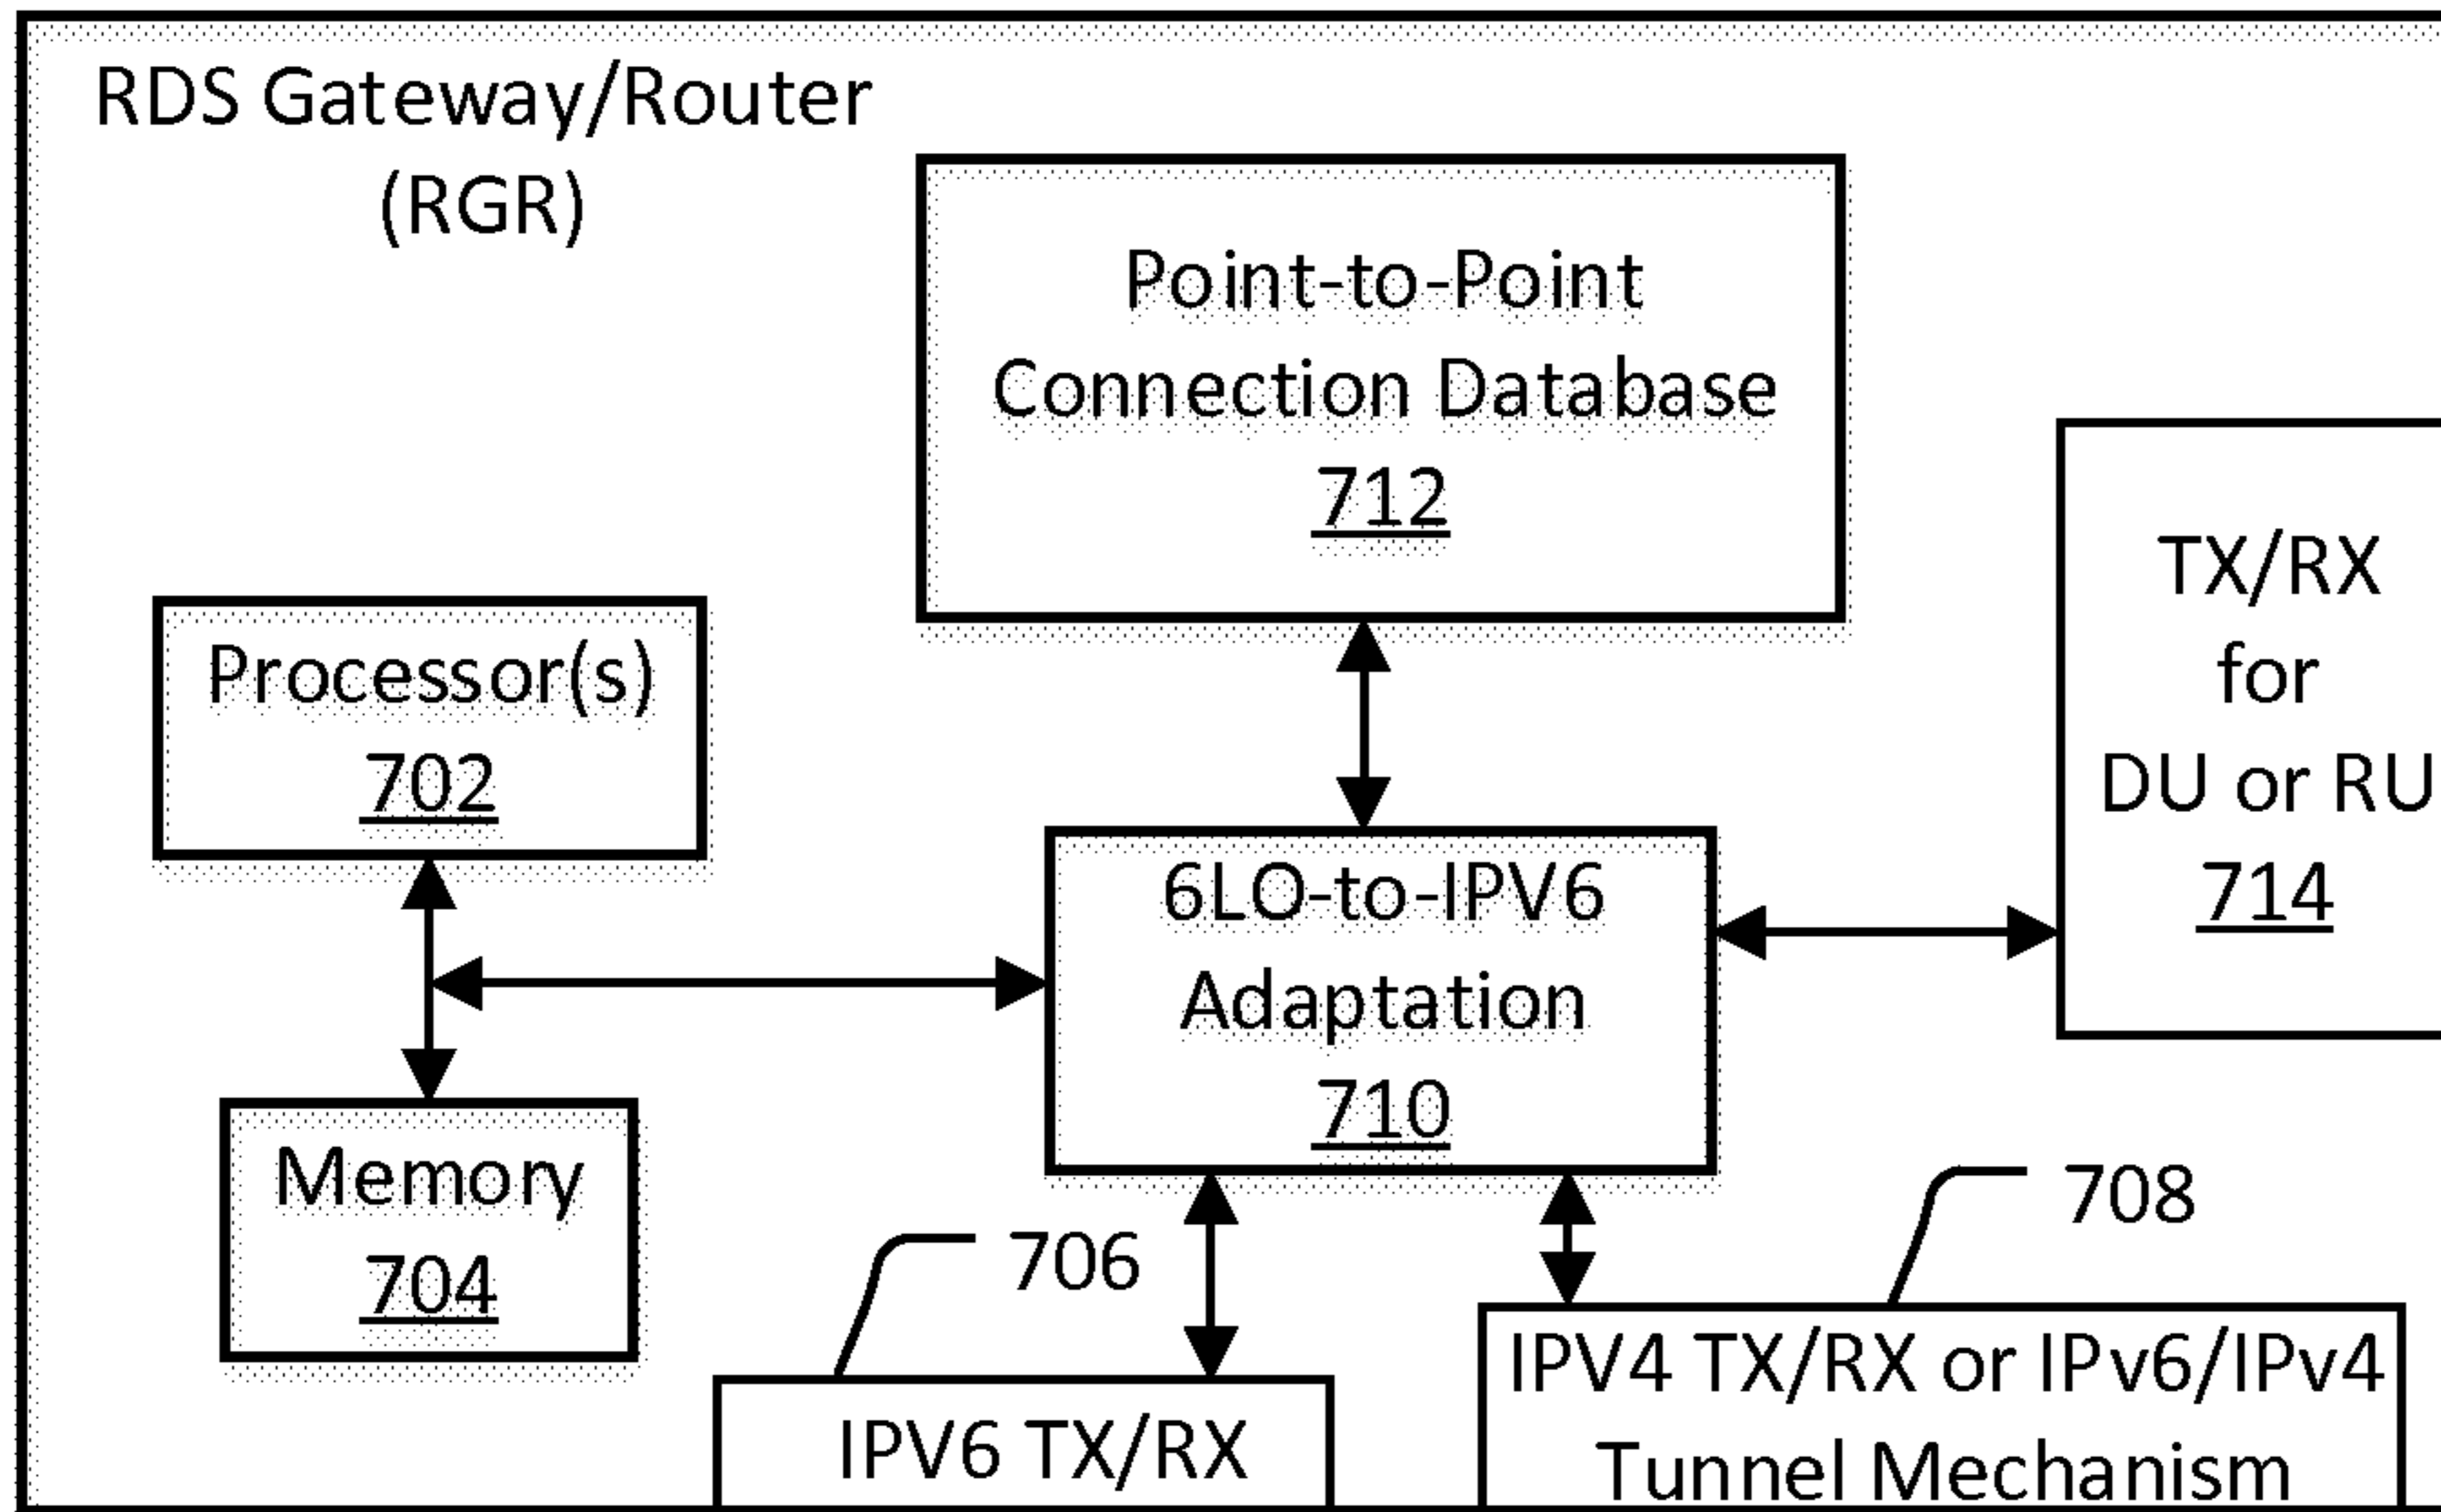 RDS Gateway/Router
(RGR)
Point-to-Point
Connection Database
712
TX/RX
for
DU or RU
714
Processor(s)
702
6LO-to-IPV6
Adaptation
710
Memory
704
706
708
IPV6 TX/RX
IPV4 TX/RX or IPv6/IPv4
Tunnel Mechanism